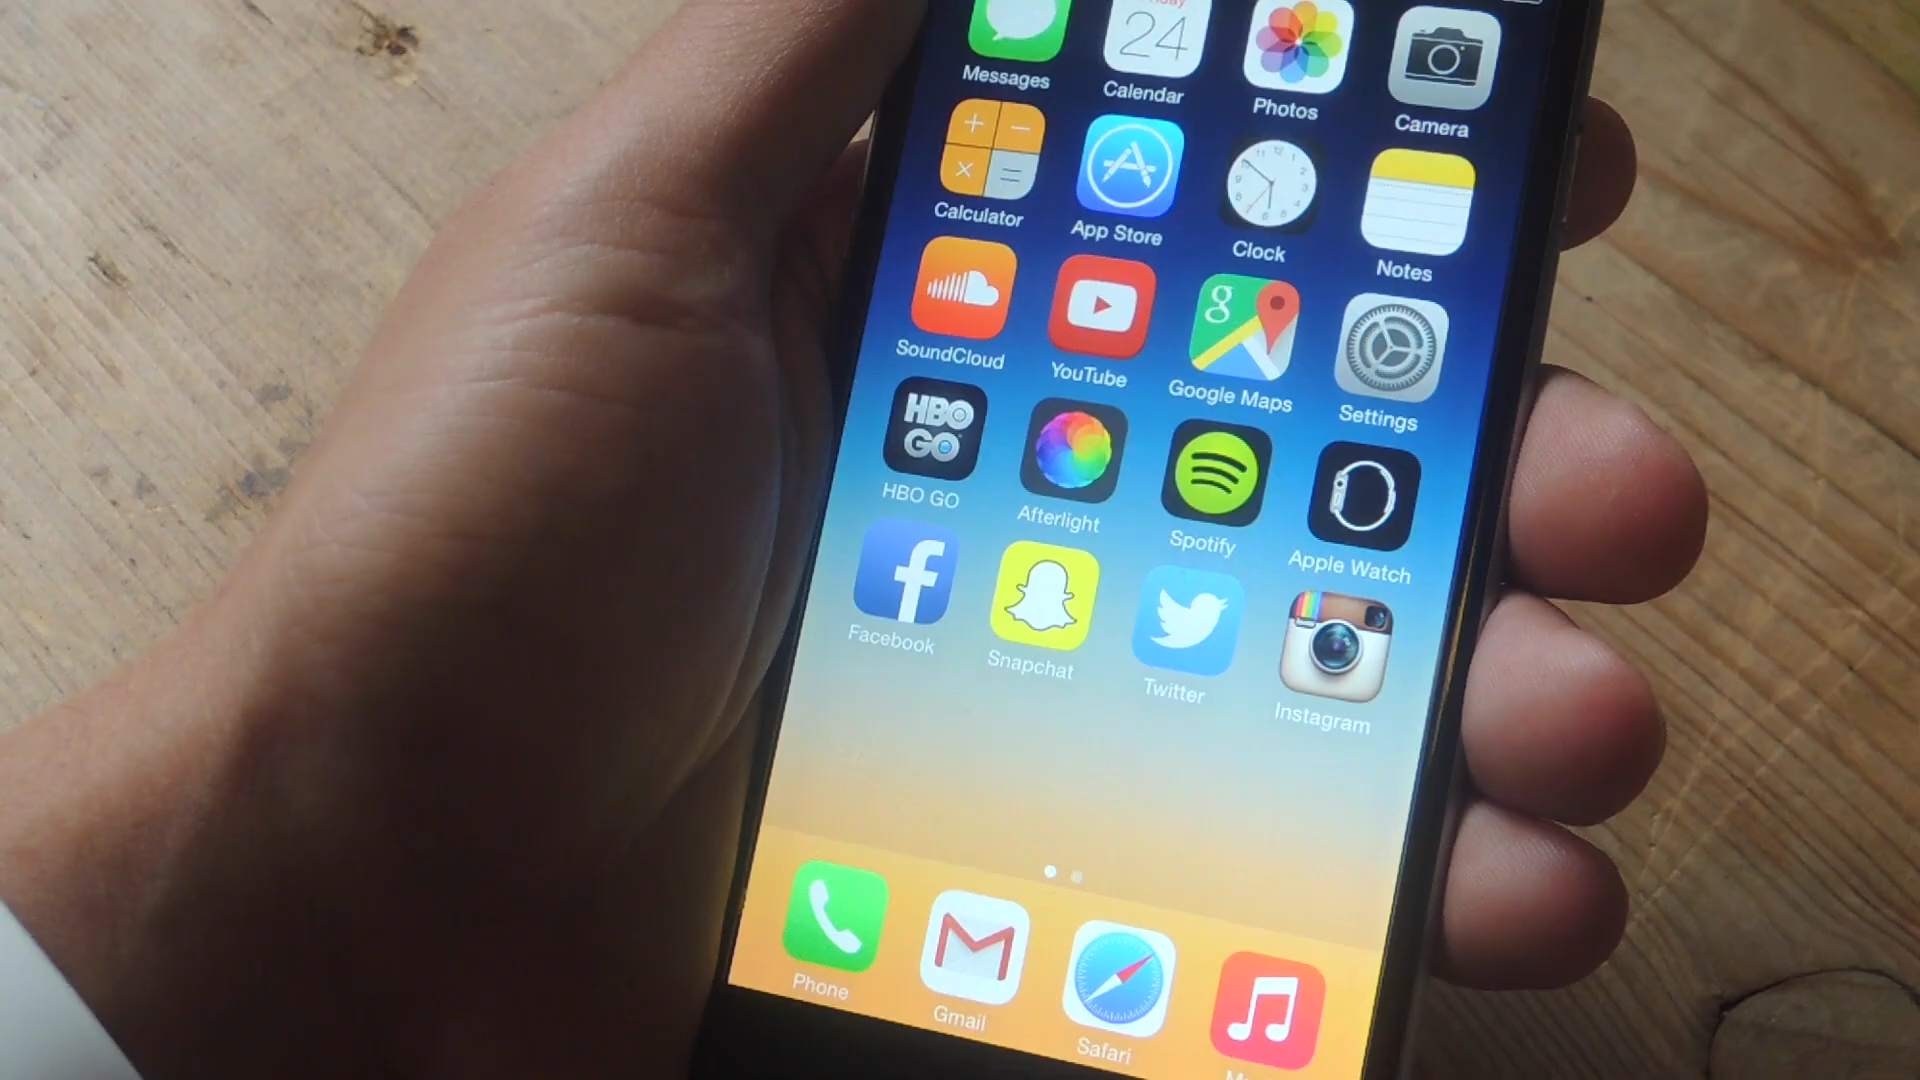 Messages
24
Calendar
Photos
Camera
Calculator
App Store
Clock
Notes
g
SoundCloud
YouTube
Google Maps
Settings
HBO
GO
HBO GO
Afterlight
Spotify
Apple Watch
f
Facebook
Snapchat
Twitter
Instagram
Phone
Gmail
Safari